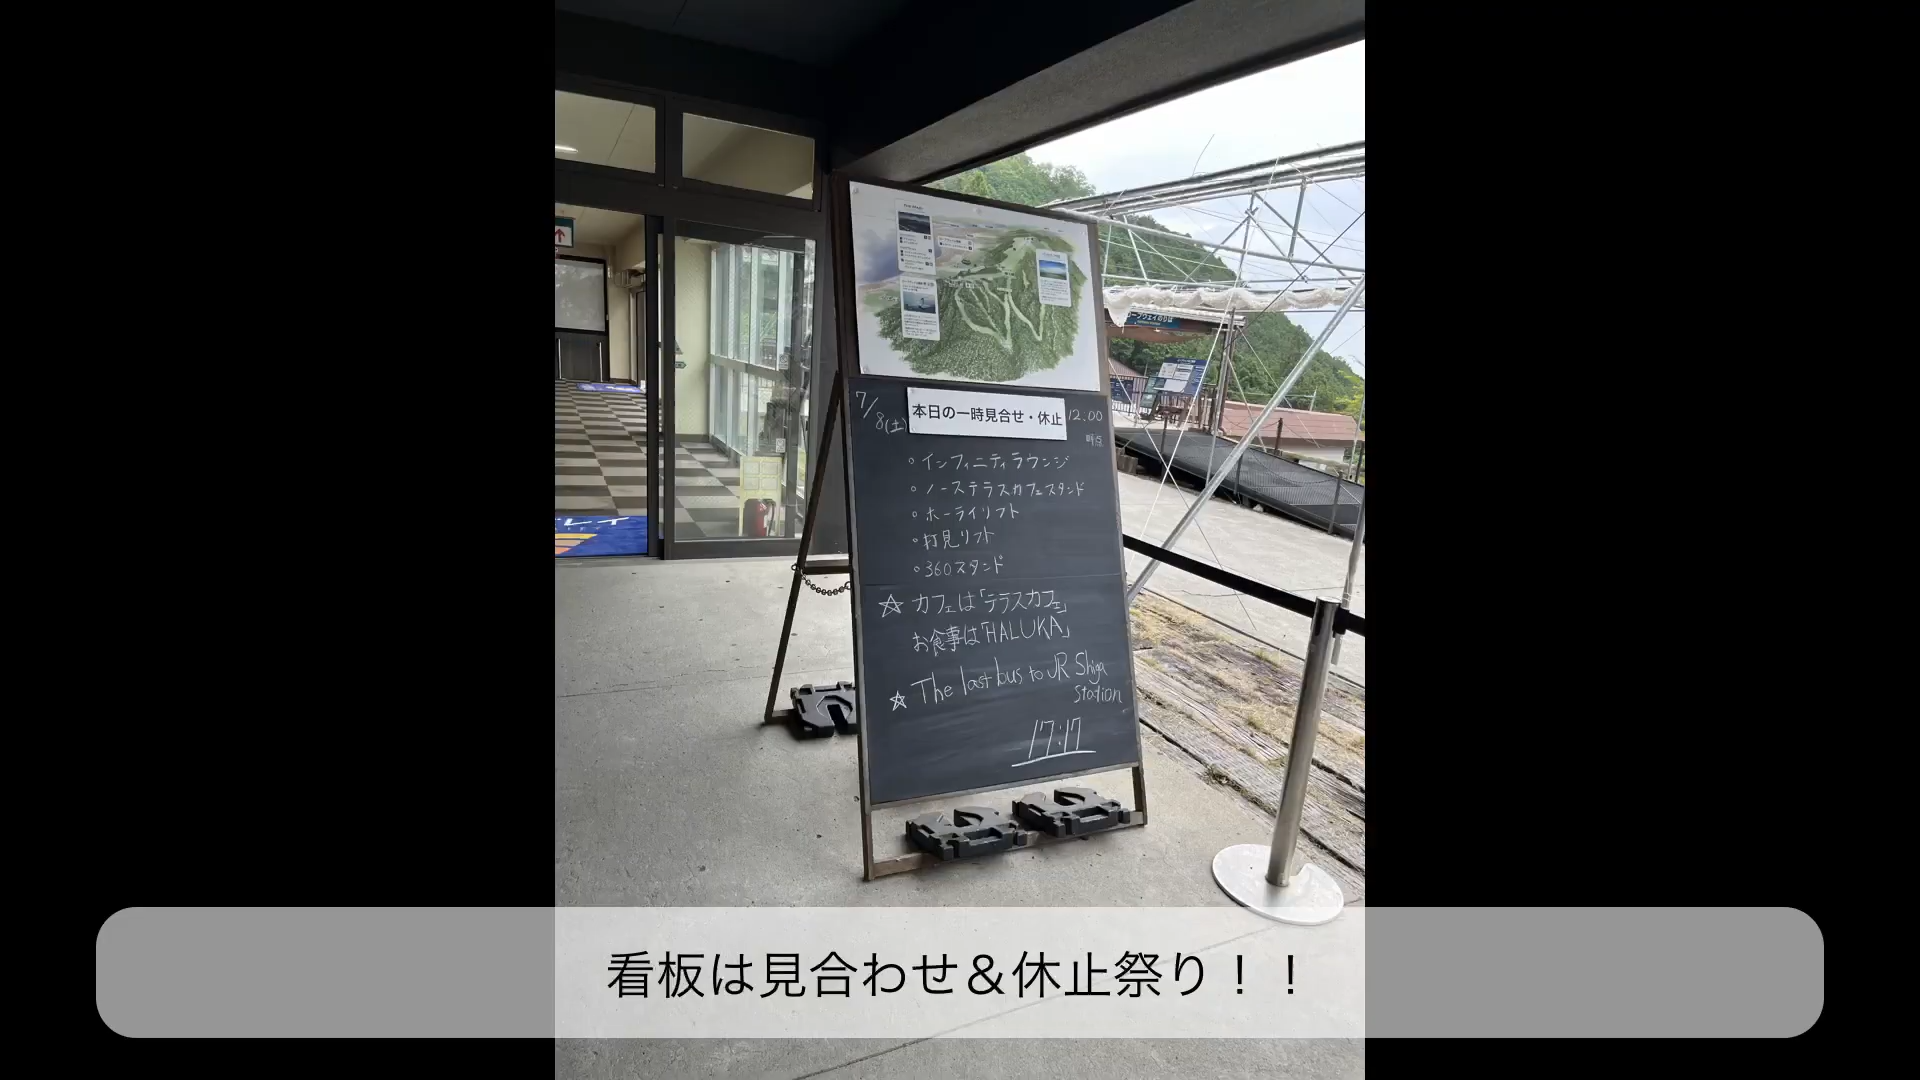 7/8(土)
本日の一時見合せ・休止
12.00
時点
○インフィニティラウンジ
○ノーステラスカフェスタンド
○ホーライリフト
○打見リフト
○360スタンド
☆カフェは「テラスカフェ」
お食事は「HALUKA」
☆The last bus to JR Shiga
Station
17:17
看板は見合わせ＆休止祭り！！